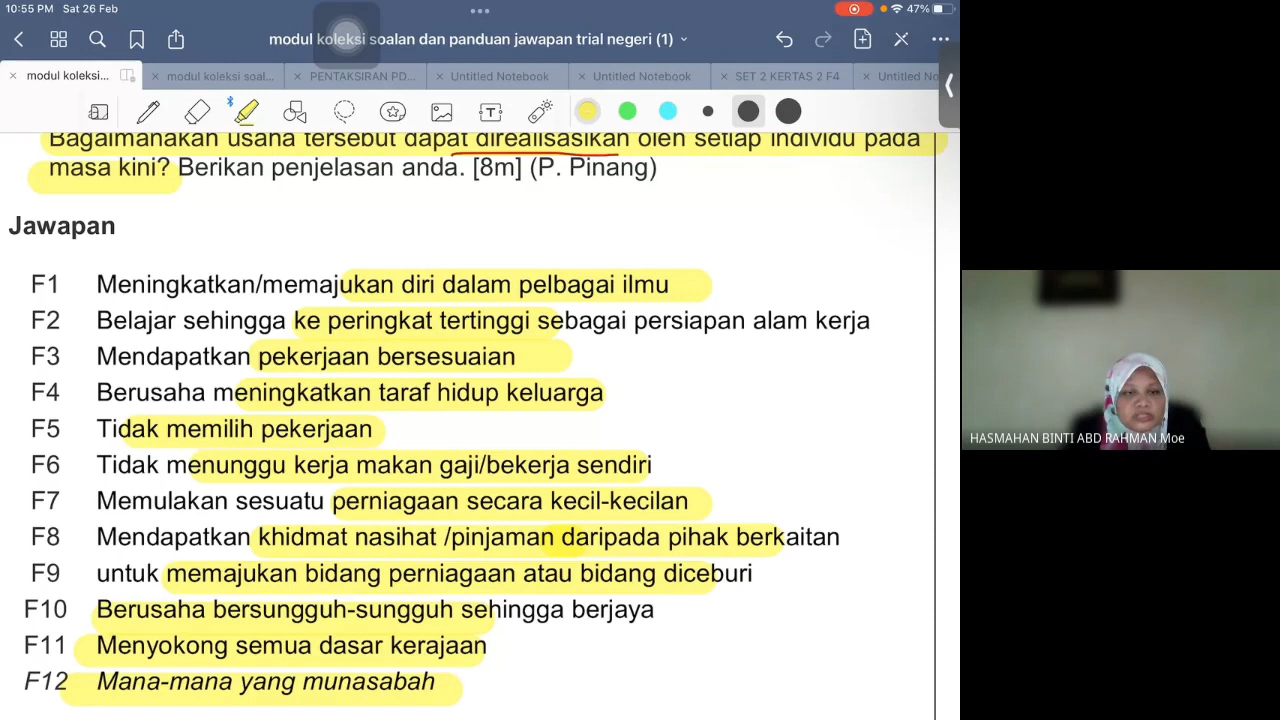 10:55 PM Sat 26 Feb
47%
modul koleksi soalan dan panduan jawapan trial negeri (1)
modul koleksi...
modul koleksi soal...
PENTAKSIRAN PD...
Untitled Notebook
Untitled Notebook
SET 2 KERTAS 2 F4
Untitled No
Bagaimanakah usaha tersebut dapat direalisasikan oleh setiap individu pada
masa kini? Berikan penjelasan anda. [8m] (P. Pinang)
Jawapan
F1 Meningkatkan/memajukan diri dalam pelbagai ilmu
F2 Belajar sehingga ke peringkat tertinggi sebagai persiapan alam kerja
F3 Mendapatkan pekerjaan bersesuaian
F4 Berusaha meningkatkan taraf hidup keluarga
F5 Tidak memilih pekerjaan
F6 Tidak menunggu kerja makan gaji/bekerja sendiri
F7 Memulakan sesuatu perniagaan secara kecil-kecilan
F8 Mendapatkan khidmat nasihat /pinjaman daripada pihak berkaitan
F9 untuk memajukan bidang perniagaan atau bidang diceburi
F10 Berusaha bersungguh-sungguh sehingga berjaya
F11 Menyokong semua dasar kerajaan
F12 Mana-mana yang munasabah
HASMAHAN BINTI ABD RAHMAN Moe